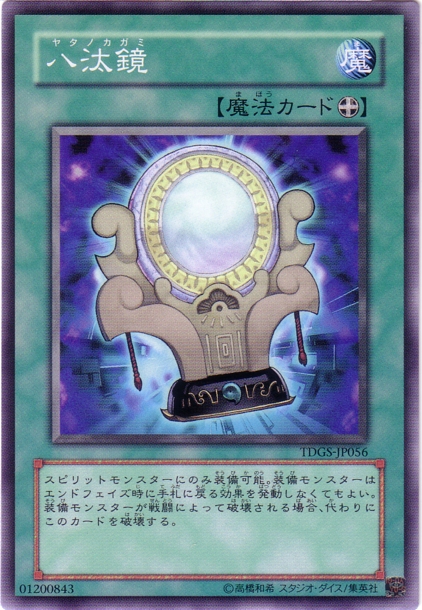 ヤタノカガミ
八汰鏡
魔
まほう
【魔法カード】
TDGS-JP056
スピリットモンスターにのみ装備可能。装備モンスターは
エンドフェイズ時に手札に戻る効果を発動しなくてもよい。
装備モンスターが戦闘によって破壊される場合、代わりに
このカードを破壊する。
01200843
©高橋和希 スタジオ・ダイス/集英社